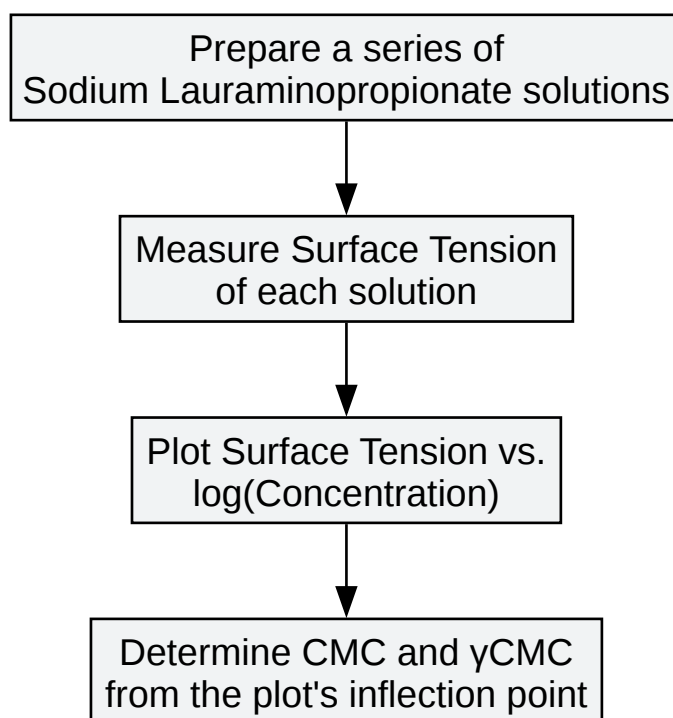 Prepare a series of
Sodium Lauraminopropionate solutions
Measure Surface Tension
of each solution
Plot Surface Tension vs.
log(Concentration)
Determine CMC and γCMC
from the plot's inflection point